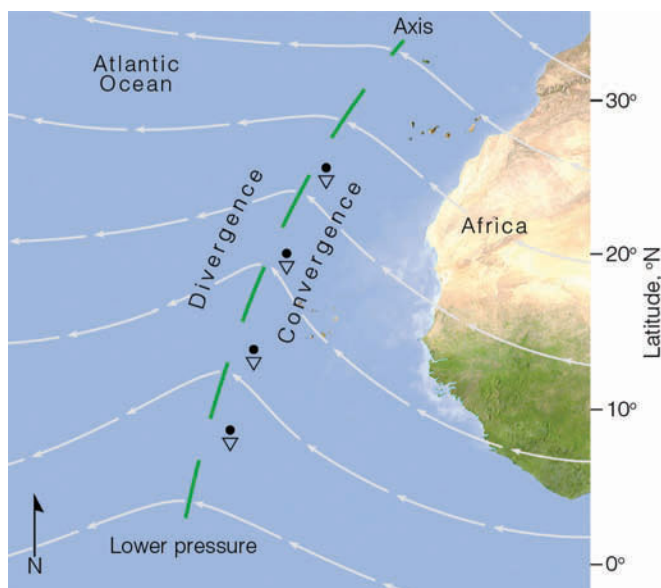 Axis
Atlantic
Ocean
30°
Divergence
Convergence
Africa
20°
Latitude, °N
10°
N
Lower pressure
0°